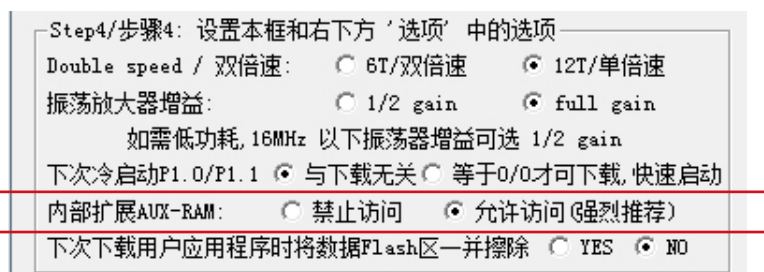 Step4/步骤4: 设置本框和右下方 ‘选项’ 中的选项
Double speed / 双倍速: 6T/双倍速 12T/单倍速
振荡放大器增益: 1/2 gain full gain
如需低功耗,16MHz 以下振荡器增益可选 1/2 gain
下次冷启动P1.0/P1.1 与下载无关 等于0/0才可下载,快速启动
内部扩展AUX-RAM: 禁止访问 允许访问(强烈推荐)
下次下载用户应用程序时将数据Flash区一并擦除 YES NO